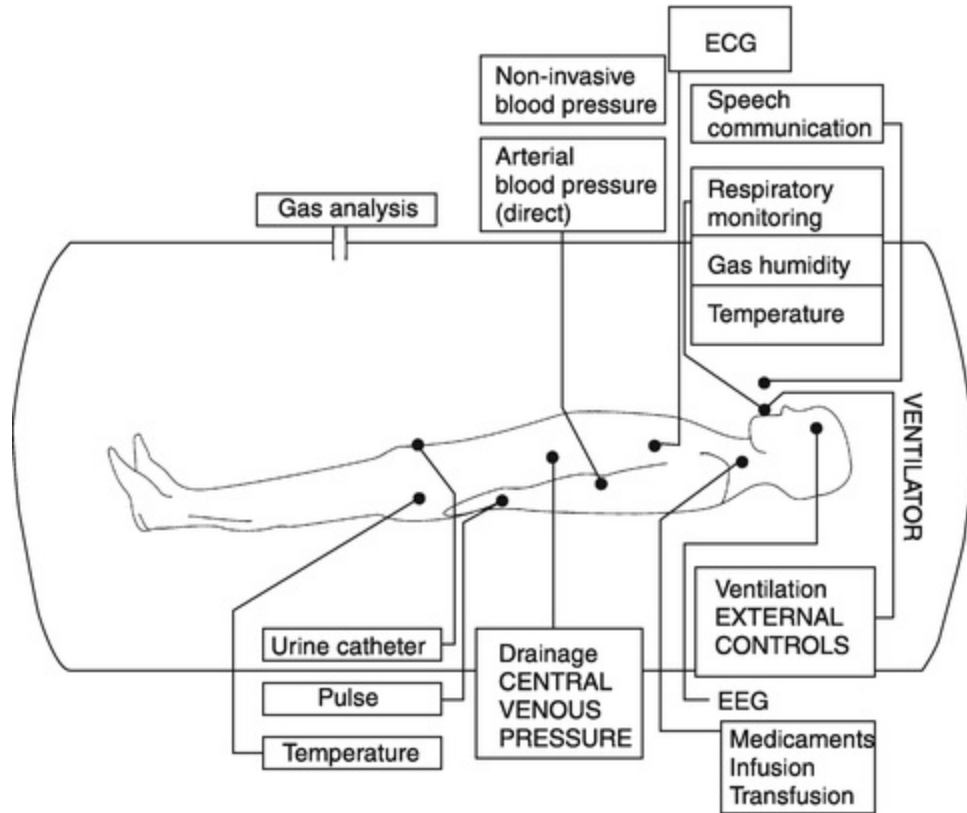 ECG
Non-invasive
blood pressure
Speech
communication
Arterial
blood pressure
(direct)
Respiratory
monitoring
Gas analysis
Gas humidity
Temperature
VENTILATOR
Ventilation
EXTERNAL
CONTROLS
Urine catheter
Drainage
CENTRAL
VENOUS
PRESSURE
Pulse
EEG
Temperature
Medicaments
Infusion
Transfusion